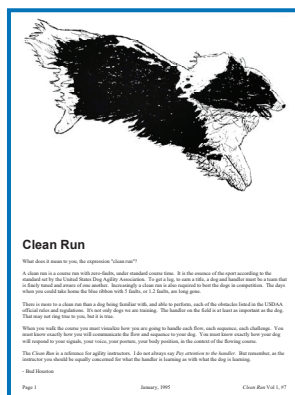 Clean Run
What does it mean to you, the expression "clean run"?
A clean run is a course run with zero-faults, under standard course time. It is the essence of the sport according to the
standard set by the United States Dog Agility Association. To get a leg, to earn a title, a dog and handler must be a team that
is finely tuned and aware of one another. Increasingly a clean run is also required to best the dogs in competition. The days
when you could take home the blue ribbon with 5 faults, or 1.2 faults, are long gone.
There is more to a clean run than a dog being familiar with, and able to perform, each of the obstacles listed in the USDAA
official rules and regulations. It's not only dogs we are training. The handler on the field is at least as important as the dog.
That may not ring true to you, but it is true.
When you walk the course you must visualize how you are going to handle each flow, each sequence, each challenge. You
must know exactly how you will communicate the flow and sequence to your dog. You must know exactly how your dog
will respond to your signals, your voice, your posture, your body position, in the context of the flowing course.
The Clean Run is a reference for agility instructors. I do not always say Pay attention to the handler. But remember, as the
instructor you should be equally concerned for what the handler is learning as with what the dog is learning.
- Bud Houston
Page 1 January, 1995 Clean Run Vol 1, #7